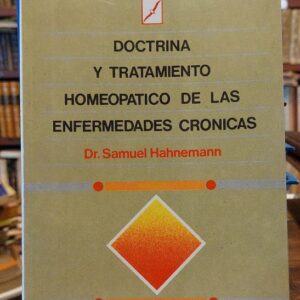 DOCTRINA
Y TRATAMIENTO
HOMEOPATICO DE LAS
ENFERMEDADES CRONICAS
Dr. Samuel Hahnemann